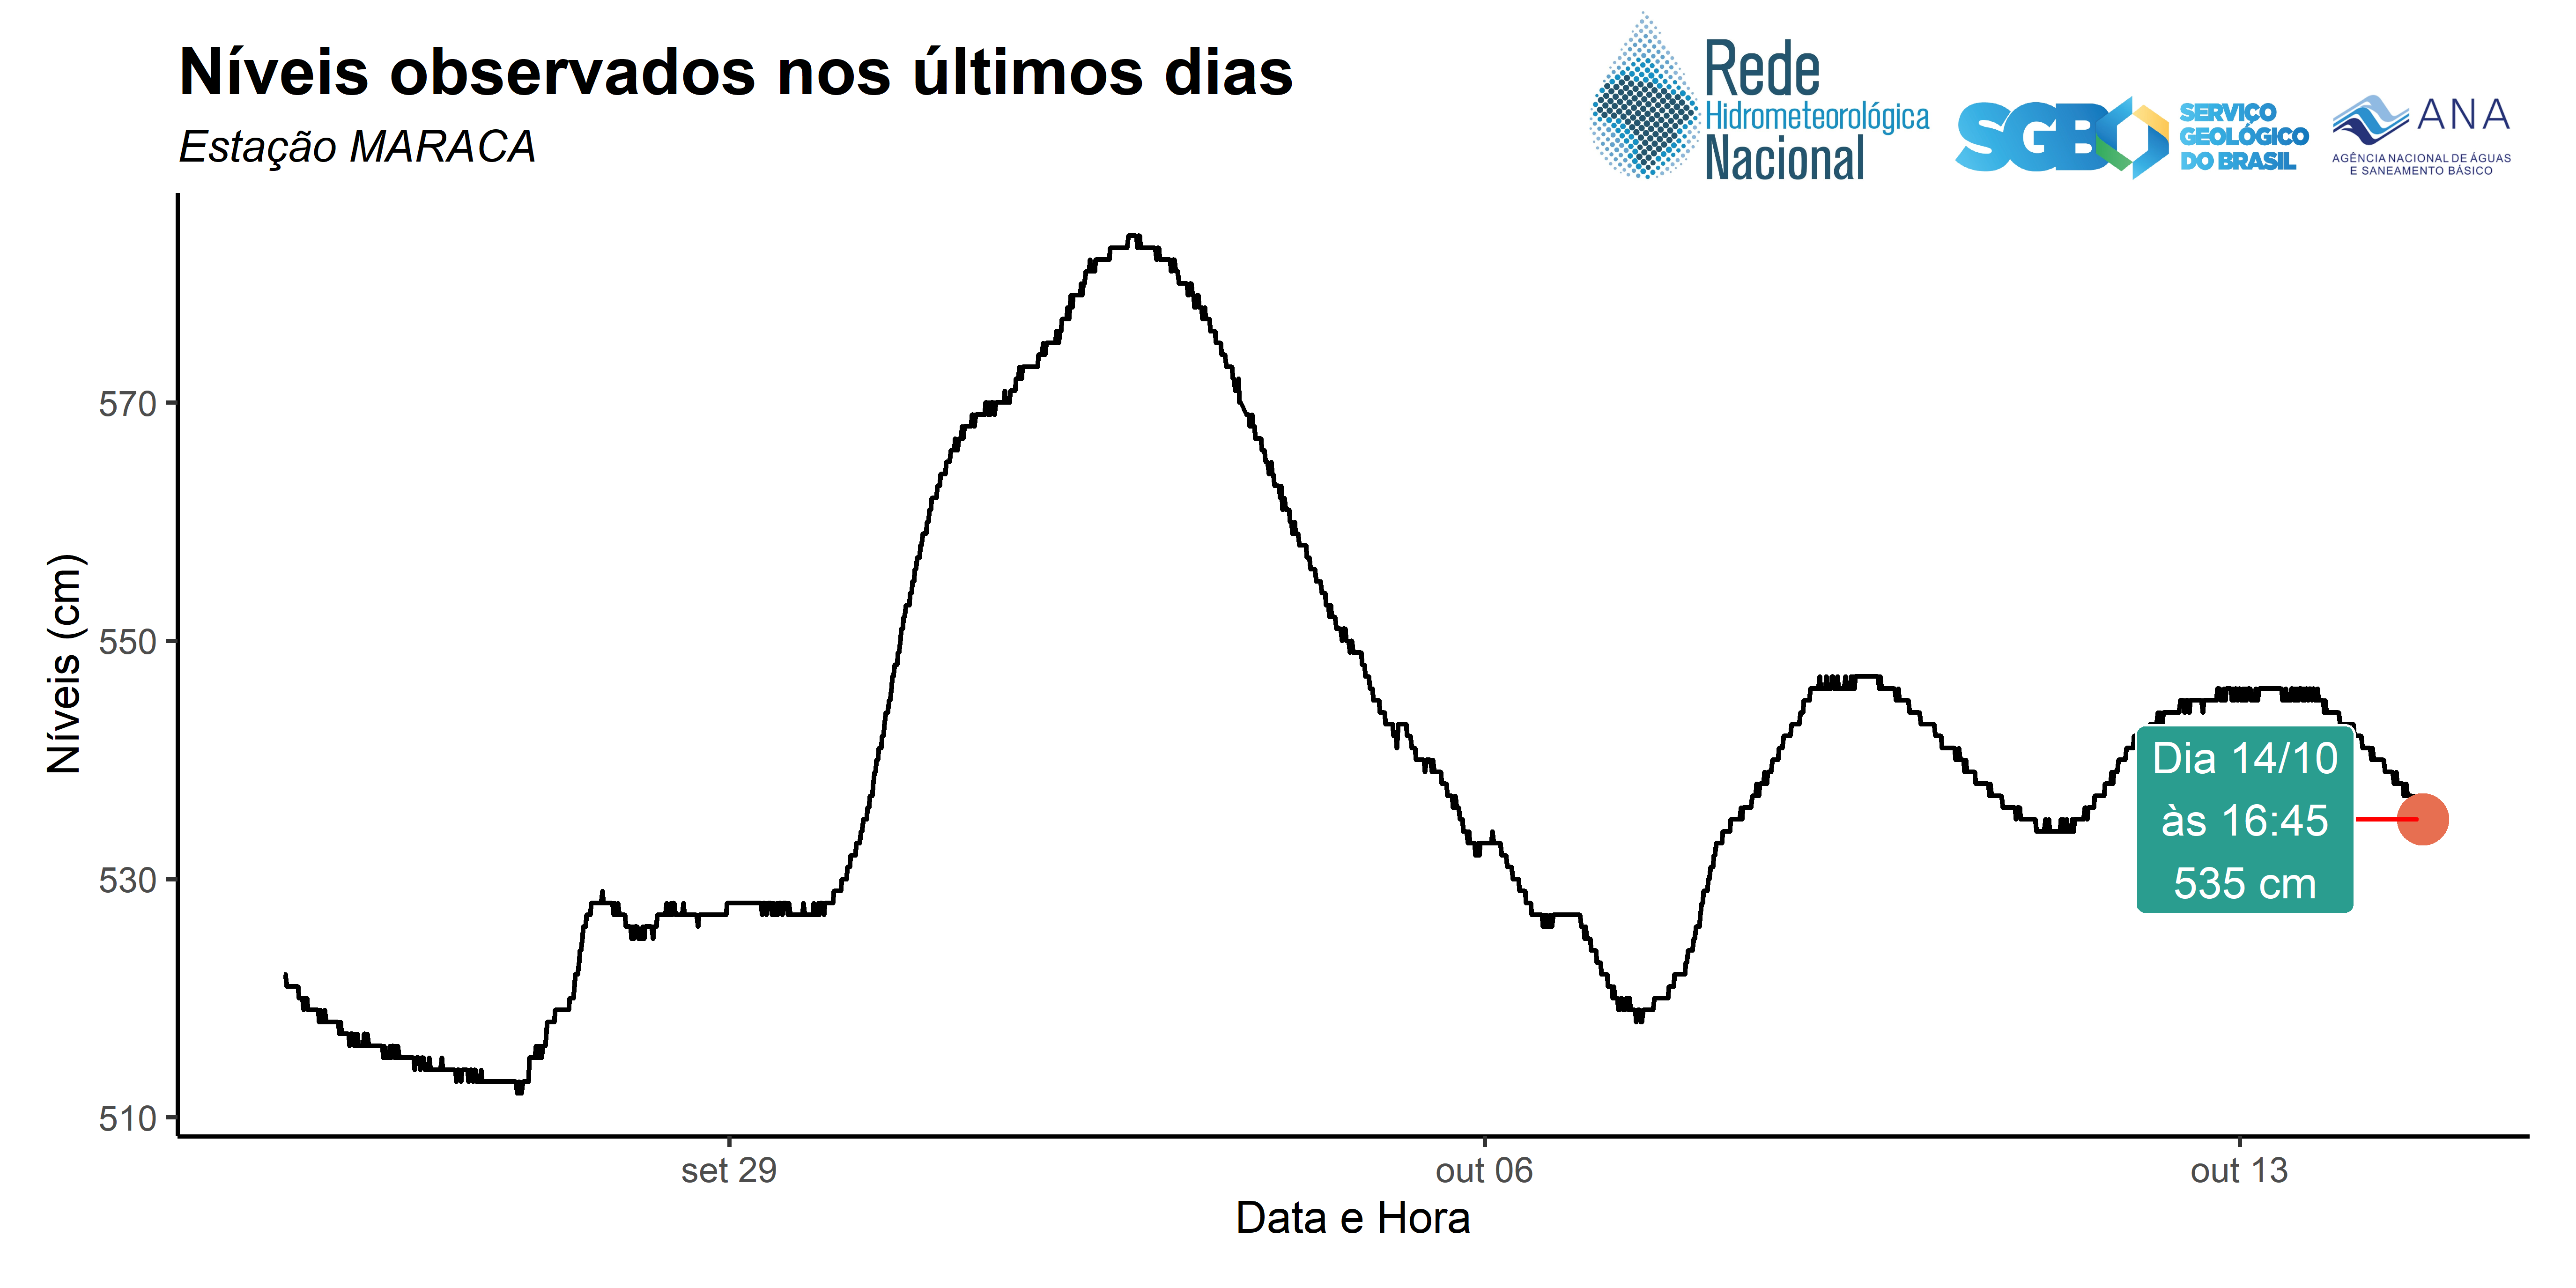 Níveis observados nos últimos dias
Estação MARACA
Rede
Hidrometeorológica
Nacional
SGB
SERVIÇO
GEOLÓGICO
DO BRASIL
ANA
AGÊNCIA NACIONAL DE ÁGUAS
E SANEAMENTO BÁSICO
Níveis (cm)
570
550
530
510
Dia 14/10
às 16:45
535 cm
set 29
out 06
out 13
Data e Hora